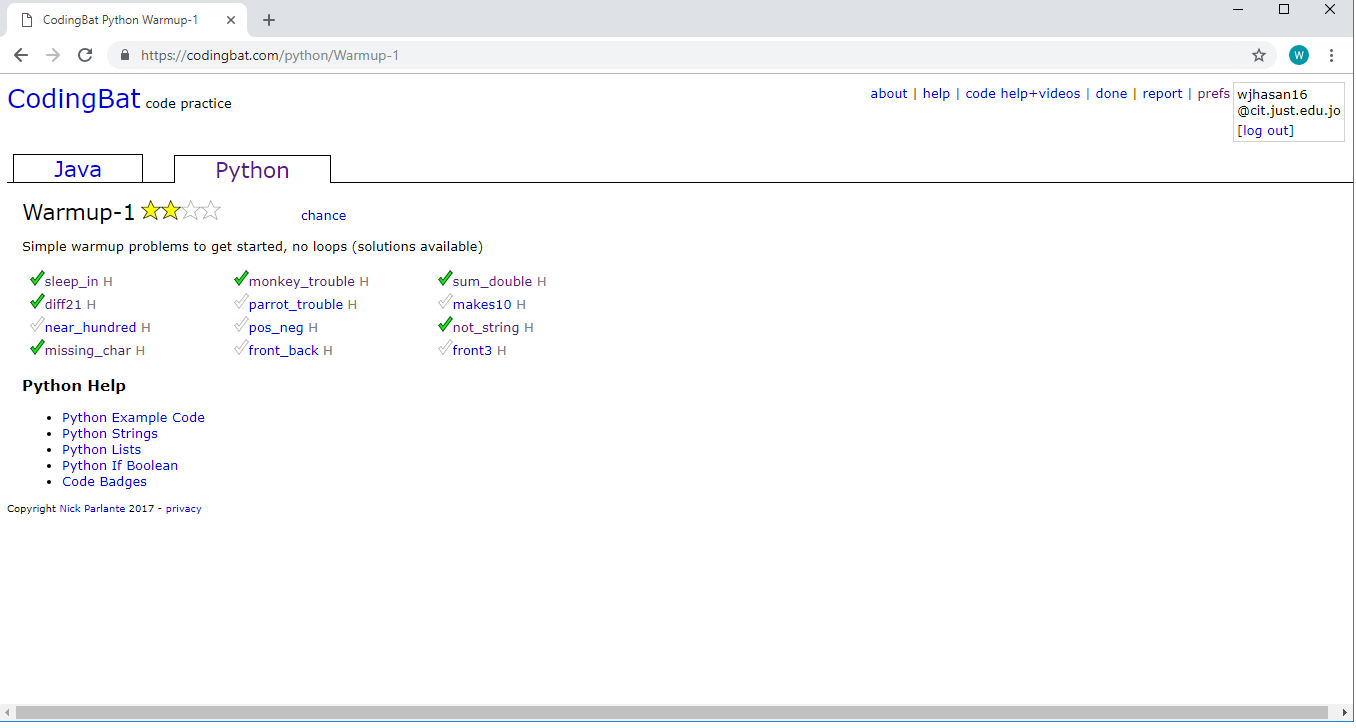 CodingBat Python Warmup-1
https://codingbat.com/python/Warmup-1
W
CodingBat code practice
about | help | code help+videos | done | report | prefs
wjhasan16
@cit.just.edu.jo
[log out]
Java
Python
Warmup-1
chance
Simple warmup problems to get started, no loops (solutions available)
sleep_in H monkey_trouble H sum_double H
diff21 H parrot_trouble H makes10 H
near_hundred H pos_neg H not_string H
missing_char H front_back H front3 H
Python Help
• Python Example Code
• Python Strings
• Python Lists
• Python If Boolean
• Code Badges
Copyright Nick Parlante 2017 - privacy